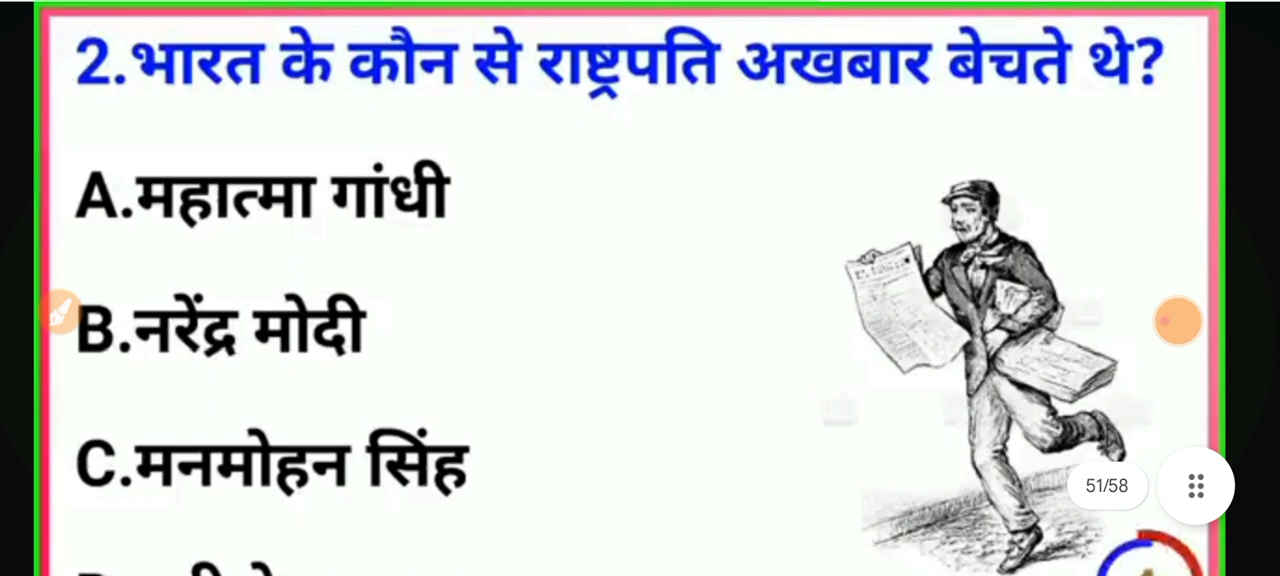 2.भारत के कौन से राष्ट्रपति अखबार बेचते थे?
A.महात्मा गांधी
B.नरेंद्र मोदी
C.मनमोहन सिंह
51/58